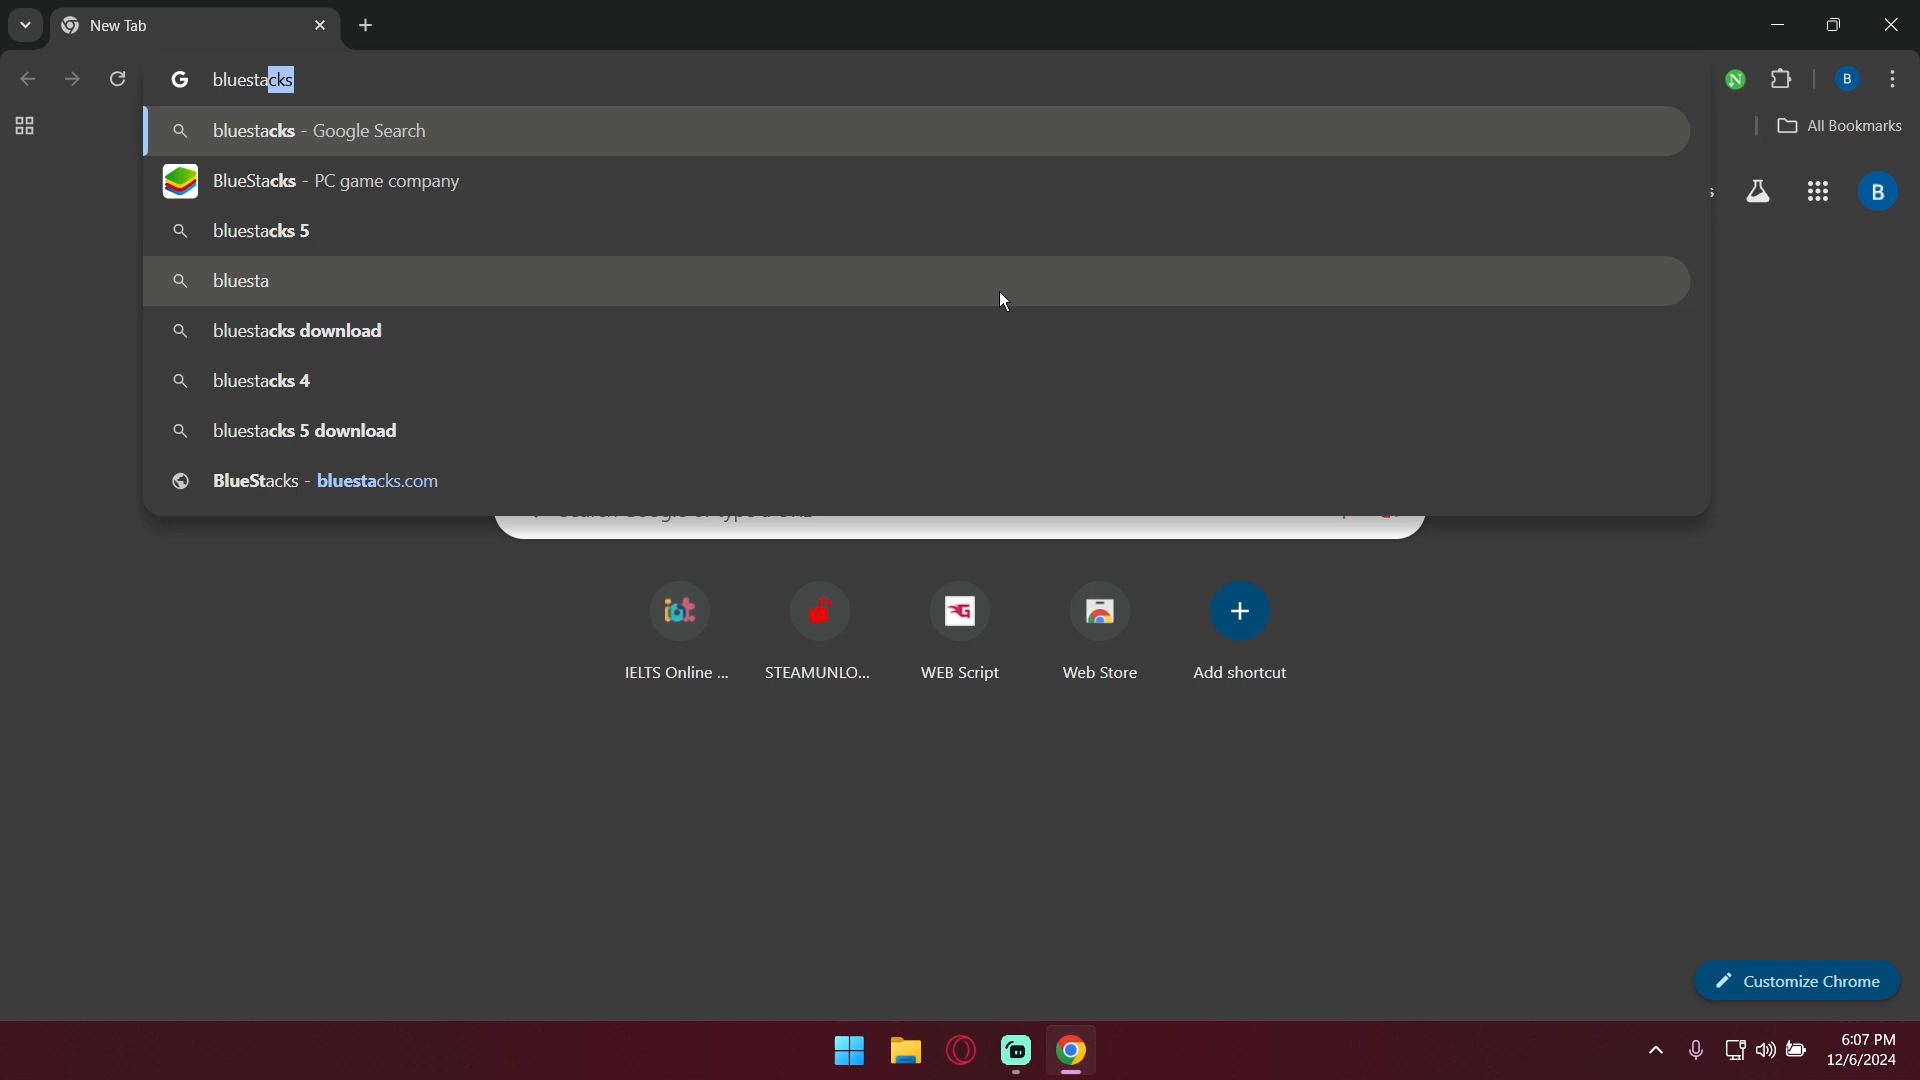 New Tab
bluestacks
bluestacks - Google Search
All Bookmarks
BlueStacks - PC game company
bluestacks 5
bluesta
bluestacks download
bluestacks 4
bluestacks 5 download
BlueStacks - bluestacks.com
IELTS Online ...
STEAMUNLO...
WEB Script
Web Store
Add shortcut
Customize Chrome
6:07 PM
12/6/2024